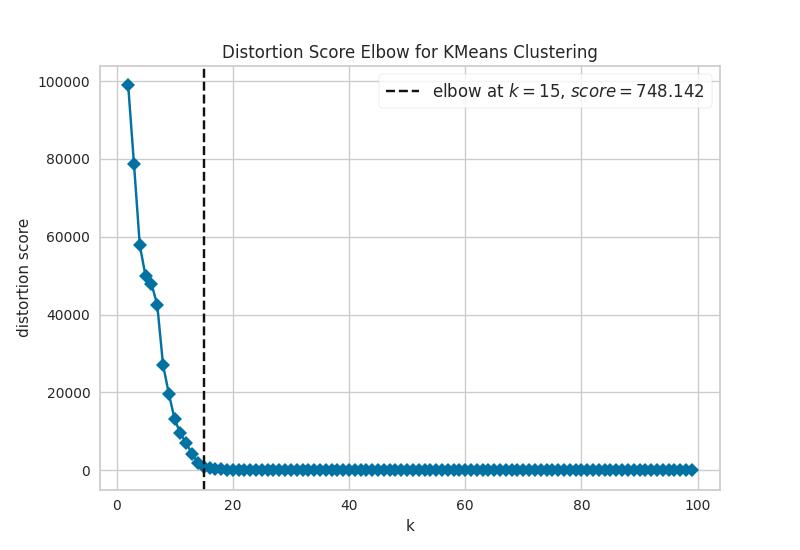 Distortion Score Elbow for KMeans Clustering
elbow at k = 15, score = 748.142
100000
80000
60000
40000
20000
0
distortion score
0 20 40 60 80 100
k